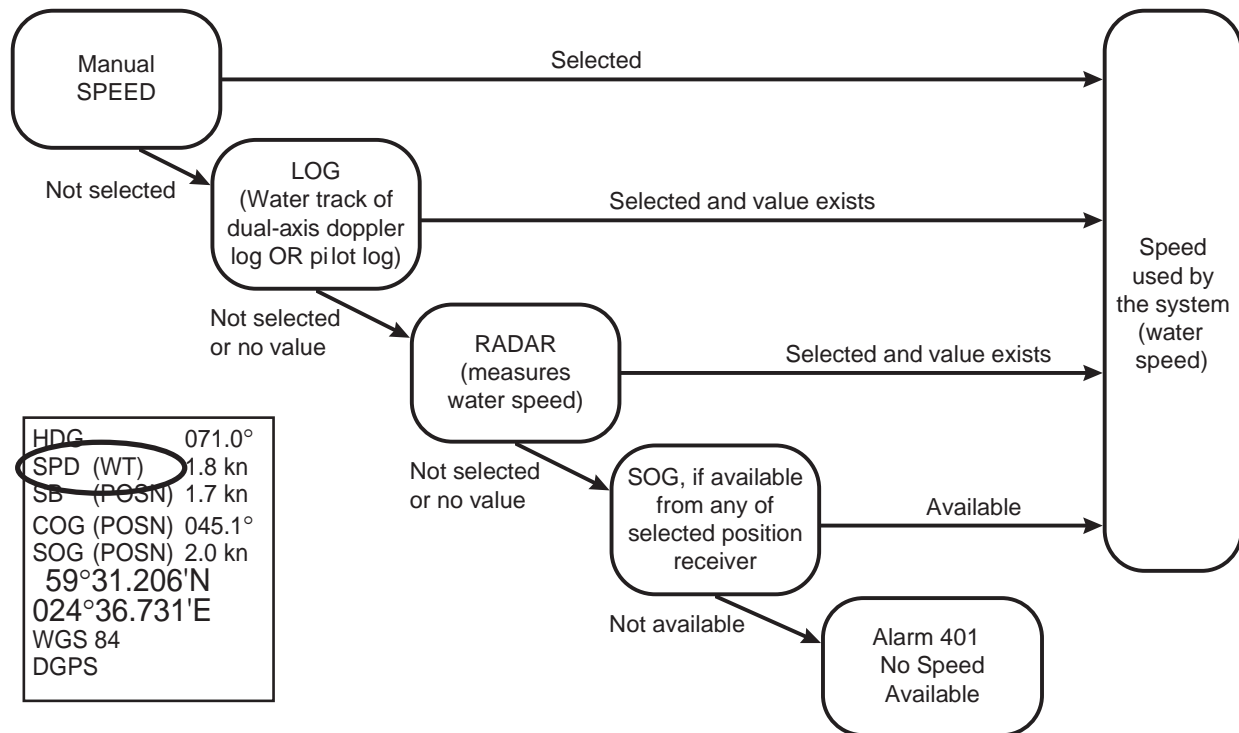 Manual
SPEED
Selected
Not selected
LOG
(Water track of
dual-axis doppler
log OR pilot log)
Selected and value exists
Not selected
or no value
RADAR
(measures
water speed)
Selected and value exists
Not selected
or no value
SOG, if available
from any of
selected position
receiver
Available
Not available
Alarm 401
No Speed
Available
Speed
used by
the system
(water
speed)
HDG 071.0°
SPD (WT) 1.8 kn
SB (POSN) 1.7 kn
COG (POSN) 045.1°
SOG (POSN) 2.0 kn
59°31.206'N
024°36.731'E
WGS 84
DGPS